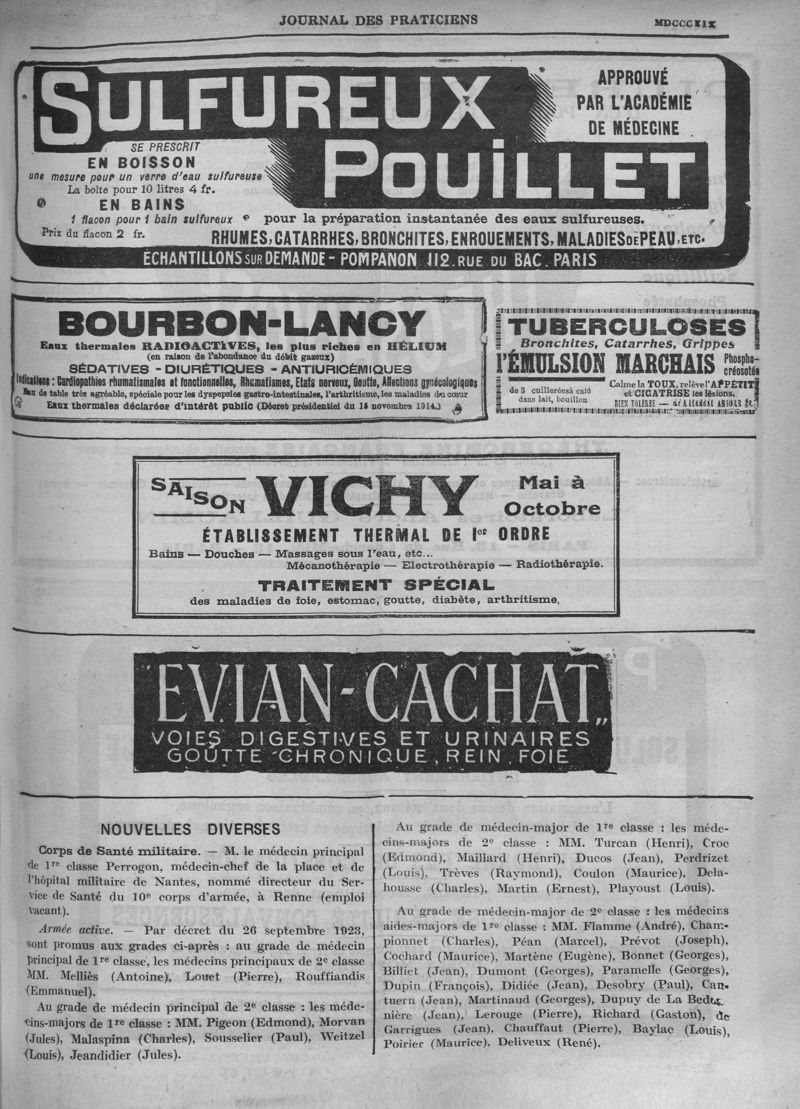 JOURNAL DES PRATICIENS
MDCCCXIX
SULFUREUX
POUILLET
APPROUVÉ
PAR L'ACADÉMIE
DE MÉDECINE
SE PRESCRIT
EN BOISSON
une mesure pour un verre d'eau sulfureuse
La boîte pour 10 litres 4 fr.
EN BAINS
1 flacon pour 1 bain sulfureux
Prix du flacon 2 fr.
pour la préparation instantanée des eaux sulfureuses.
RHUMES, CATARRHES, BRONCHITES, ENROUEMENTS, MALADIES DE PEAU, ETC.
ÉCHANTILLONS SUR DEMANDE - POMPANON 112. RUE DU BAC. PARIS
BOURBON-LANCY
Eaux thermales RADIOACTIVES, les plus riches en HÉLIUM
(en raison de l'abondance du débit gazeux)
SÉDATIVES - DIURÉTIQUES - ANTIURICÉMIQUES
Indications : Cardiopathies rhumatismales et fonctionnelles, Rhumatismes, Etats nerveux, Goutte, Affections gynécologiques
Eau de table très agréable, spéciale pour les dyspepsies gastro-intestinales, l'arthritisme, les maladies du cœur
Eaux thermales déclarées d'intérêt public (Décret présidentiel du 15 novembre 1914.)
TUBERCULOSES
Bronchites, Catarrhes, Grippes
l'ÉMULSION MARCHAIS Phospho-
créosotée
de 3 cuilleréesà café
dans lait, bouillon
Calme la TOUX, relève l'APPÉTIT
et CICATRISE les lésions.
BIEN TOLÉRÉE —
SAISON
VICHY
Mai à
Octobre
ÉTABLISSEMENT THERMAL DE Ier ORDRE
Bains — Douches — Massages sous l'eau, etc...
Mécanothérapie — Electrothérapie — Radiothérapie.
TRAITEMENT SPÉCIAL
des maladies de foie, estomac, goutte, diabète, arthritisme,
"EVIAN-CACHAT„
VOIES DIGESTIVES ET URINAIRES
GOUTTE CHRONIQUE, REIN, FOIE
NOUVELLES DIVERSES
Corps de Santé militaire. — M. le médecin principal
de 1re classe Perrogon, médecin-chef de la place et de
l'hôpital militaire de Nantes, nommé directeur du Ser-
vice de Santé du 10e corps d'armée, à Renne (emploi
vacant).
Armée active. — Par décret du 26 septembre 1923,
sont promus aux grades ci-après : au grade de médecin
principal de 1re classe, les médecins principaux de 2e classe
MM. Melliès (Antoine), Louet (Pierre), Rouffiandis
(Emmanuel).
Au grade de médecin principal de 2e classe : les méde-
cins-majors de 1re classe : MM. Pigeon (Edmond), Morvan
(Jules), Malaspina (Charles), Sousselier (Paul), Weitzel
(Louis), Jeandidier (Jules).
Au grade de médecin-major de 1re classe : les méde-
cins-majors de 2e classe : MM. Turcan (Henri), Croc
(Edmond), Maillard (Henri), Ducos (Jean), Perdrizet
(Louis), Trèves (Raymond), Coulon (Maurice), Dela-
housse (Charles), Martin (Ernest), Playoust (Louis).
Au grade de médecin-major de 2e classe : les médecins
aides-majors de 1re classe : MM. Flamme (André), Cham-
pionnet (Charles), Péan (Marcel), Prévot (Joseph),
Cochard (Maurice), Martène (Eugène), Bonnet (Georges),
Billiet (Jean), Dumont (Georges), Paramelle (Georges),
Dupin (François), Didiée (Jean), Desobry (Paul), Can-
tuern (Jean), Martinaud (Georges), Dupuy de La Bedu-
nière (Jean), Lerouge (Pierre), Richard (Gaston), de
Garrigues (Jean), Chauffaut (Pierre), Baylac (Louis),
Poirier (Maurice), Deliveux (René).